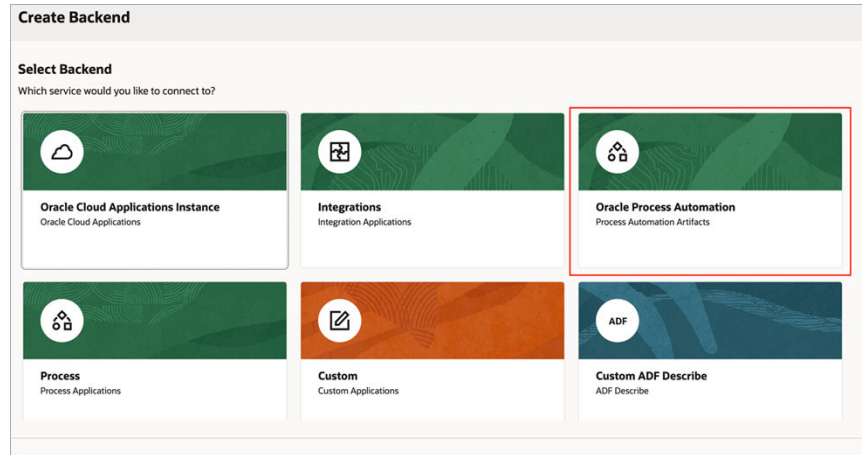 Create Backend
Select Backend
Which service would you like to connect to?
Oracle Cloud Applications Instance
Oracle Cloud Applications
Integrations
Integration Applications
Oracle Process Automation
Process Automation Artifacts
Process
Process Applications
Custom
Custom Applications
ADF
Custom ADF Describe
ADF Describe